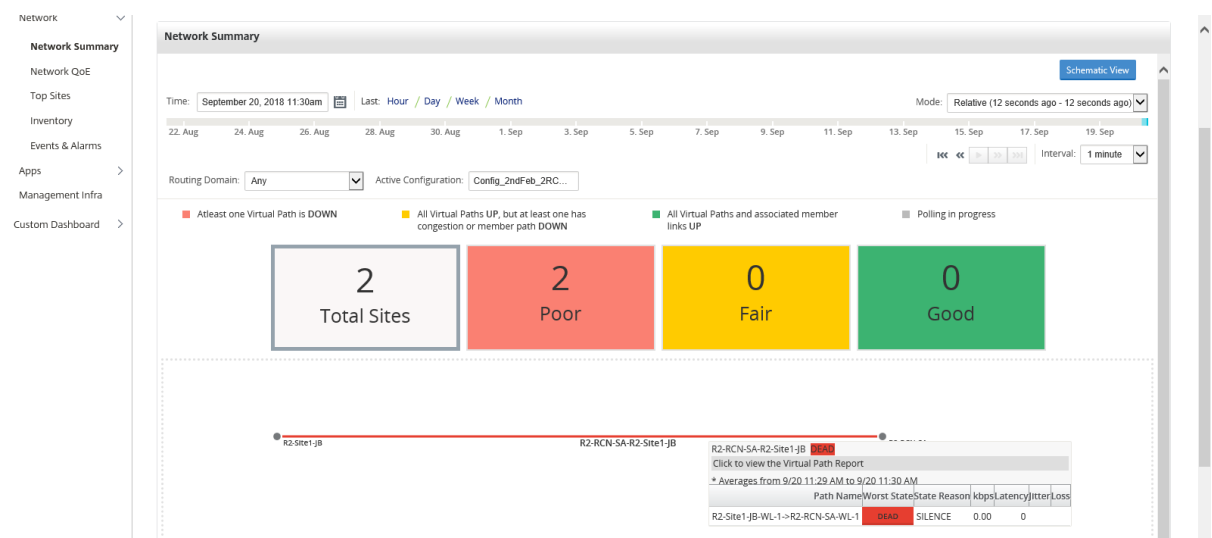 Network
Network Summary
Network QoE
Top Sites
Inventory
Events & Alarms
Apps
Management Infra
Custom Dashboard
Network Summary
Schematic View
Time: September 20, 2018 11:30am Last: Hour / Day / Week / Month
Mode: Relative (12 seconds ago - 12 seconds ago)
22. Aug 24. Aug 26. Aug 28. Aug 30. Aug 1. Sep 3. Sep 5. Sep 7. Sep 9. Sep 11. Sep 13. Sep 15. Sep 17. Sep 19. Sep
Interval: 1 minute
Routing Domain: Any Active Configuration: Config_2ndFeb_2RC...
Atleast one Virtual Path is DOWN
All Virtual Paths UP, but at least one has
congestion or member path DOWN
All Virtual Paths and associated member
links UP
Polling in progress
2
Total Sites
2
Poor
0
Fair
0
Good
R2-Site1-JB
R2-RCN-SA-R2-Site1-JB
R2-RCN-SA-R2-Site1-JB DEAD
Click to view the Virtual Path Report
* Averages from 9/20 11:29 AM to 9/20 11:30 AM
Path Name Worst State State Reason kbps Latency Jitter Loss
R2-Site1-JB-WL-1->R2-RCN-SA-WL-1 DEAD SILENCE 0.00 0